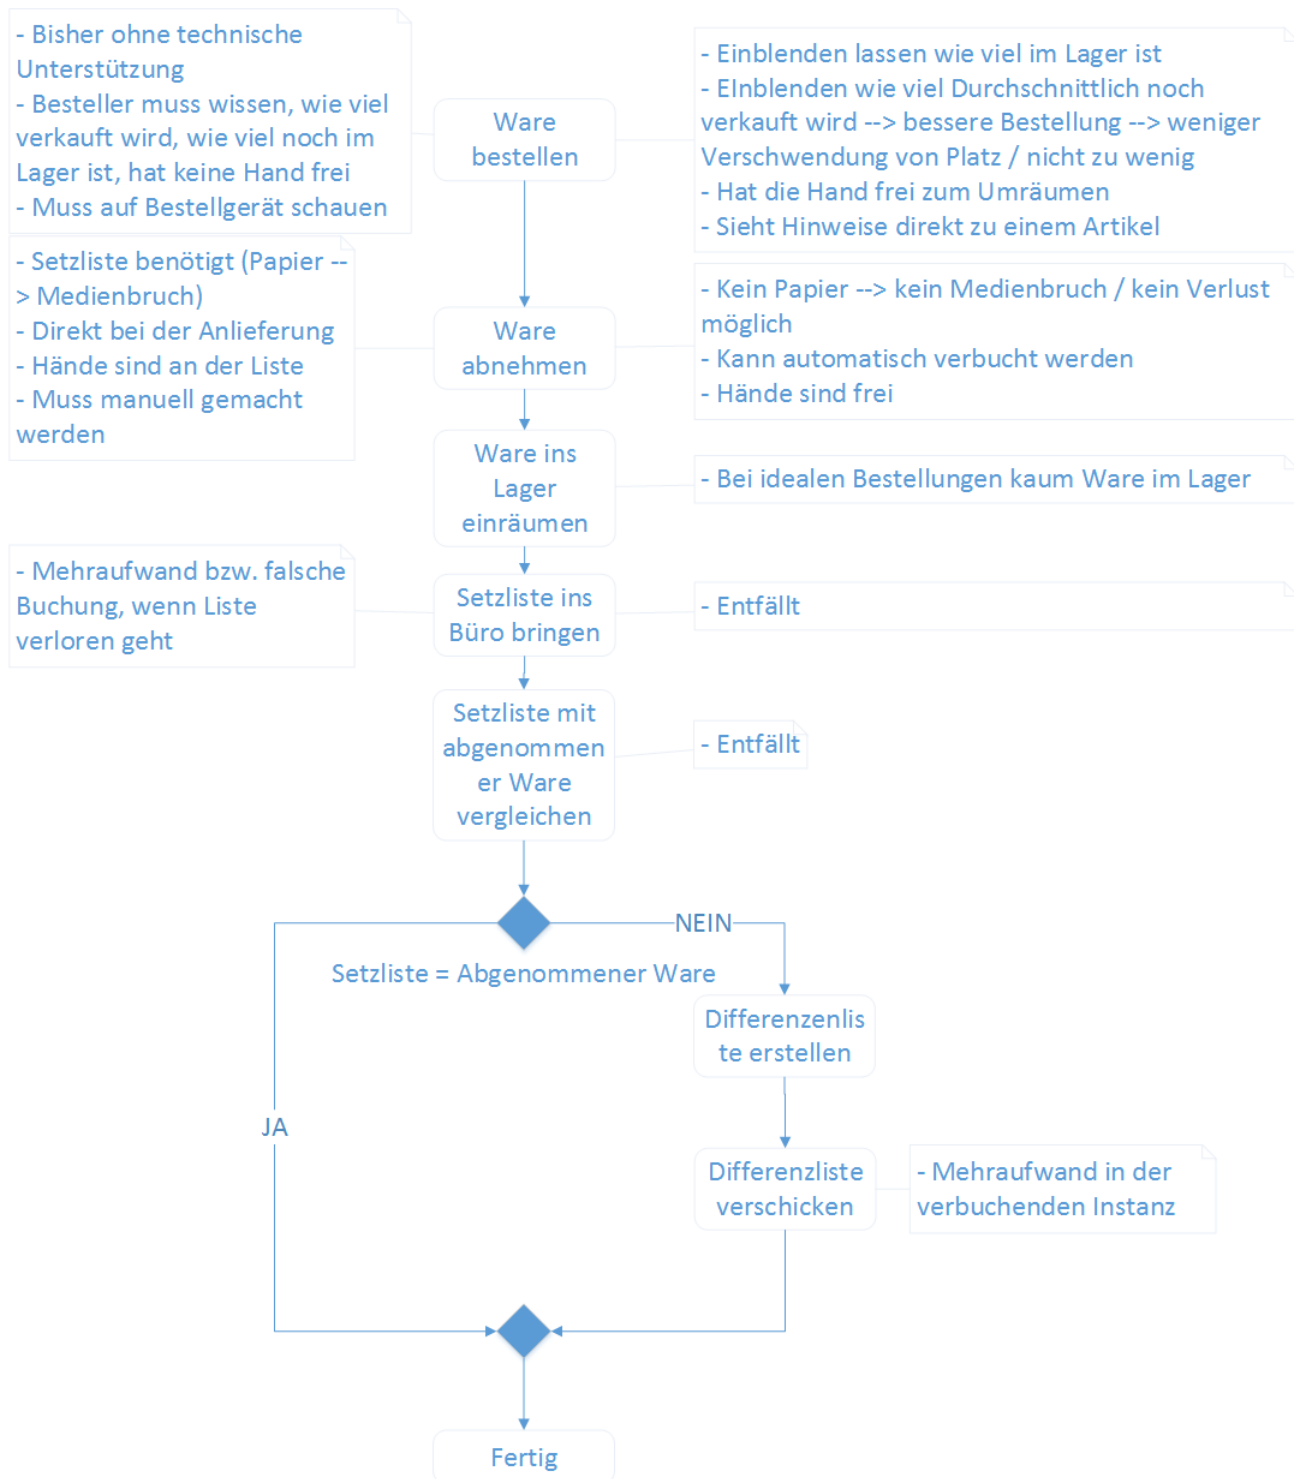 - Bisher ohne technische
Unterstützung
- Besteller muss wissen, wie viel
verkauft wird, wie viel noch im
Lager ist, hat keine Hand frei
- Muss auf Bestellgerät schauen
Ware
bestellen
- Einblenden lassen wie viel im Lager ist
- EInblenden wie viel Durchschnittlich noch
verkauft wird --> bessere Bestellung --> weniger
Verschwendung von Platz / nicht zu wenig
- Hat die Hand frei zum Umräumen
- Sieht Hinweise direkt zu einem Artikel
- Setzliste benötigt (Papier --
> Medienbruch)
- Direkt bei der Anlieferung
- Hände sind an der Liste
- Muss manuell gemacht
werden
Ware
abnehmen
- Kein Papier --> kein Medienbruch / kein Verlust
möglich
- Kann automatisch verbucht werden
- Hände sind frei
Ware ins
Lager
einräumen
- Bei idealen Bestellungen kaum Ware im Lager
- Mehraufwand bzw. falsche
Buchung, wenn Liste
verloren geht
Setzliste ins
Büro bringen
- Entfällt
Setzliste mit
abgenommen
er Ware
vergleichen
- Entfällt
NEIN
Setzliste = Abgenommener Ware
Differenzenlis
te erstellen
JA
Differenzliste
verschicken
- Mehraufwand in der
verbuchenden Instanz
Fertig